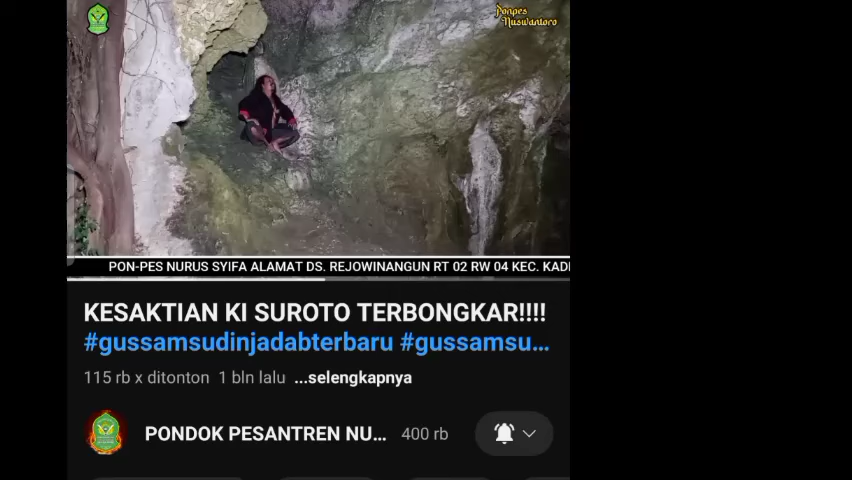 Ponpes
Nuswantoro
PON-PES NURUS SYIFA ALAMAT DS. REJOWINANGUN RT 02 RW 04 KEC. KADE
KESAKTIAN KI SUROTO TERBONGKAR!!!!
#gussamsudinjadabterbaru #gussamsu...
115 rb x ditonton 1 bln lalu ...selengkapnya
PONDOK PESANTREN NU... 400 rb